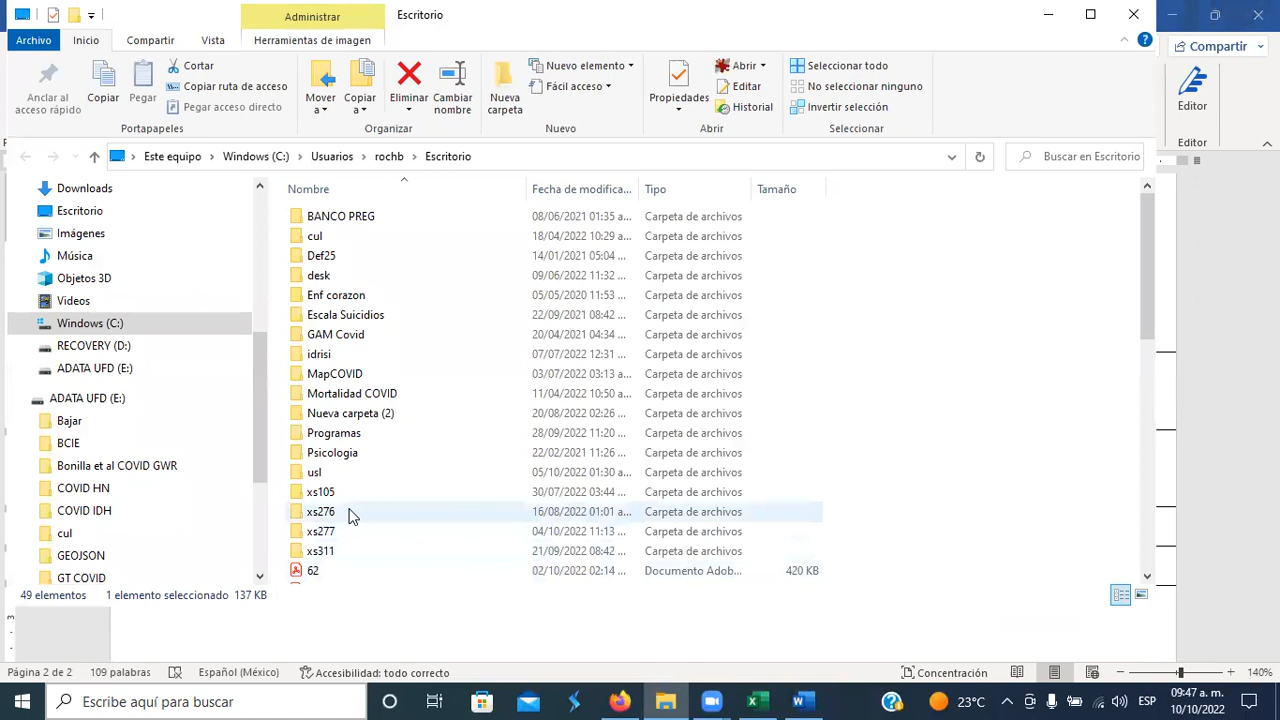 Administrar
Escritorio
Archivo
Inicio
Compartir
Vista
Herramientas de imagen
Compartir
Anclar al acceso rápido
Copiar
Pegar
Cortar
Copiar ruta de acceso
Pegar acceso directo
Portapapeles
Mover a
Copiar a
Eliminar
Cambiar nombre
Organizar
Nueva carpeta
Nuevo elemento
Fácil acceso
Nuevo
Propiedades
Abrir
Editar
Historial
Abrir
Seleccionar todo
No seleccionar ninguno
Invertir selección
Seleccionar
Editor
Editor
Este equipo > Windows (C:) > Usuarios > rochb > Escritorio
Buscar en Escritorio
Downloads
Escritorio
Imágenes
Música
Objetos 3D
Videos
Windows (C:)
RECOVERY (D:)
ADATA UFD (E:)
ADATA UFD (E:)
Bajar
BCIE
Bonilla et al COVID GWR
COVID HN
COVID IDH
cul
GEOJSON
GT COVID
Nombre Fecha de modifica... Tipo Tamaño
BANCO PREG 08/06/2021 01:35 a... Carpeta de archivos
cul 18/04/2022 10:29 a... Carpeta de archivos
Def25 14/01/2021 05:04 ... Carpeta de archivos
desk 09/06/2022 11:32 ... Carpeta de archivos
Enf corazon 05/05/2020 11:53 ... Carpeta de archivos
Escala Suicidios 22/09/2021 08:42 ... Carpeta de archivos
GAM Covid 20/04/2021 04:34 ... Carpeta de archivos
idrisi 07/07/2022 12:31 ... Carpeta de archivos
MapCOVID 03/07/2022 03:13 a... Carpeta de archivos
Mortalidad COVID 11/04/2022 10:50 a... Carpeta de archivos
Nueva carpeta (2) 20/08/2022 02:26 ... Carpeta de archivos
Programas 28/09/2022 11:20 ... Carpeta de archivos
Psicologia 22/02/2021 11:26 ... Carpeta de archivos
usl 05/10/2022 01:30 a... Carpeta de archivos
xs105 30/07/2022 03:44 ... Carpeta de archivos
xs276 16/08/2022 01:01 a... Carpeta de archivos
xs277 04/10/2022 11:13 ... Carpeta de archivos
xs311 21/09/2022 08:42 ... Carpeta de archivos
62 02/10/2022 02:14 ... Documento Adob... 420 KB
49 elementos 1 elemento seleccionado 137 KB
Página 2 de 2 109 palabras Español (México) Accesibilidad: todo correcto Concentración 140%
Escribe aquí para buscar
23°C
ESP
09:47 a. m.
10/10/2022